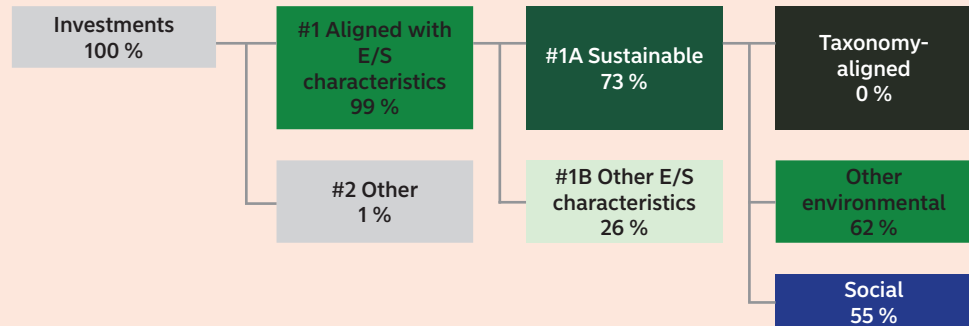 Investments
100 %
#1 Aligned with
E/S
characteristics
99 %
#1A Sustainable
73 %
Taxonomy-
aligned
0 %
#2 Other
1 %
#1B Other E/S
characteristics
26 %
Other
environmental
62 %
Social
55 %